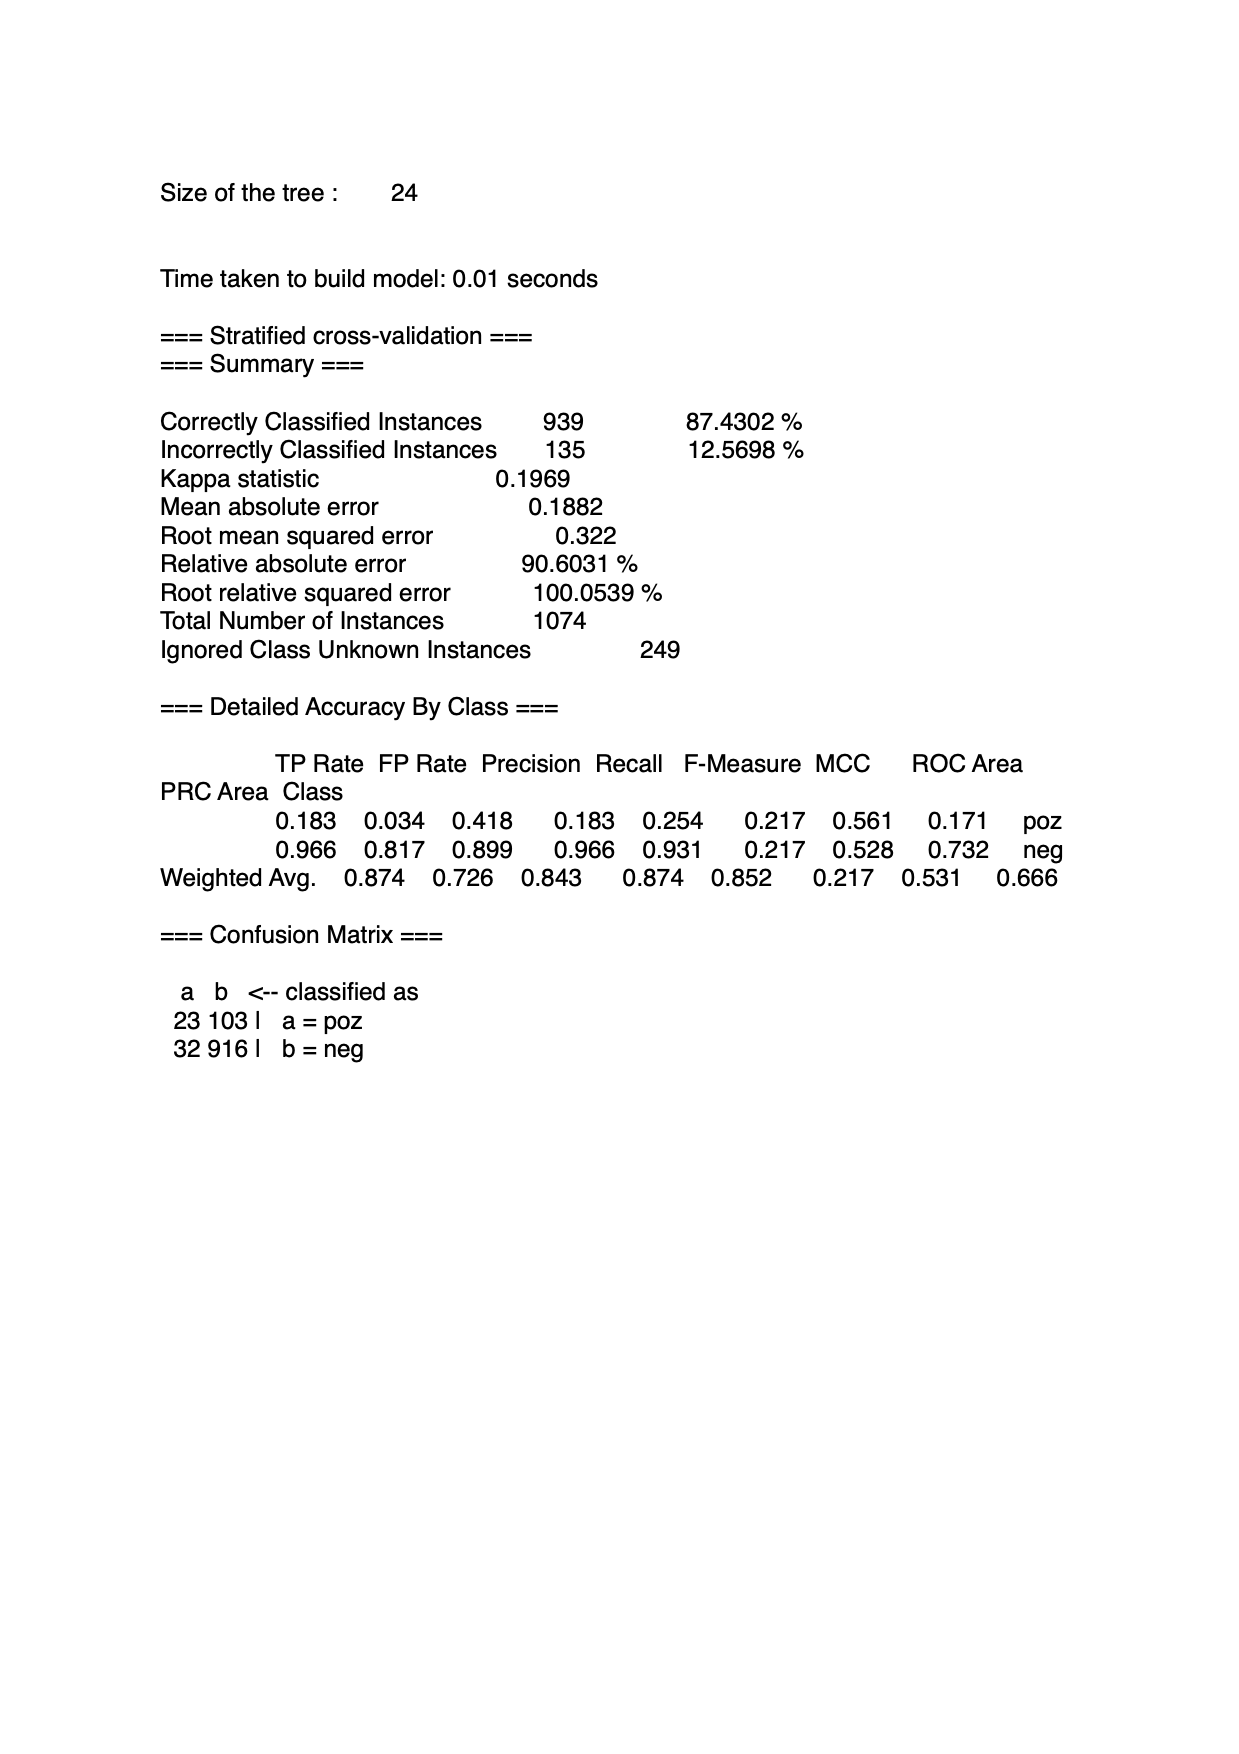 Size of the tree : 24
Time taken to build model: 0.01 seconds
=== Stratified cross-validation ===
=== Summary ===
Correctly Classified Instances 939 87.4302 %
Incorrectly Classified Instances 135 12.5698 %
Kappa statistic 0.1969
Mean absolute error 0.1882
Root mean squared error 0.322
Relative absolute error 90.6031 %
Root relative squared error 100.0539 %
Total Number of Instances 1074
Ignored Class Unknown Instances 249
=== Detailed Accuracy By Class ===
TP Rate FP Rate Precision Recall F-Measure MCC ROC Area
PRC Area Class
0.183 0.034 0.418 0.183 0.254 0.217 0.561 0.171 poz
0.966 0.817 0.899 0.966 0.931 0.217 0.528 0.732 neg
Weighted Avg. 0.874 0.726 0.843 0.874 0.852 0.217 0.531 0.666
=== Confusion Matrix ===
a b <-- classified as
23 103 | a = poz
32 916 | b = neg